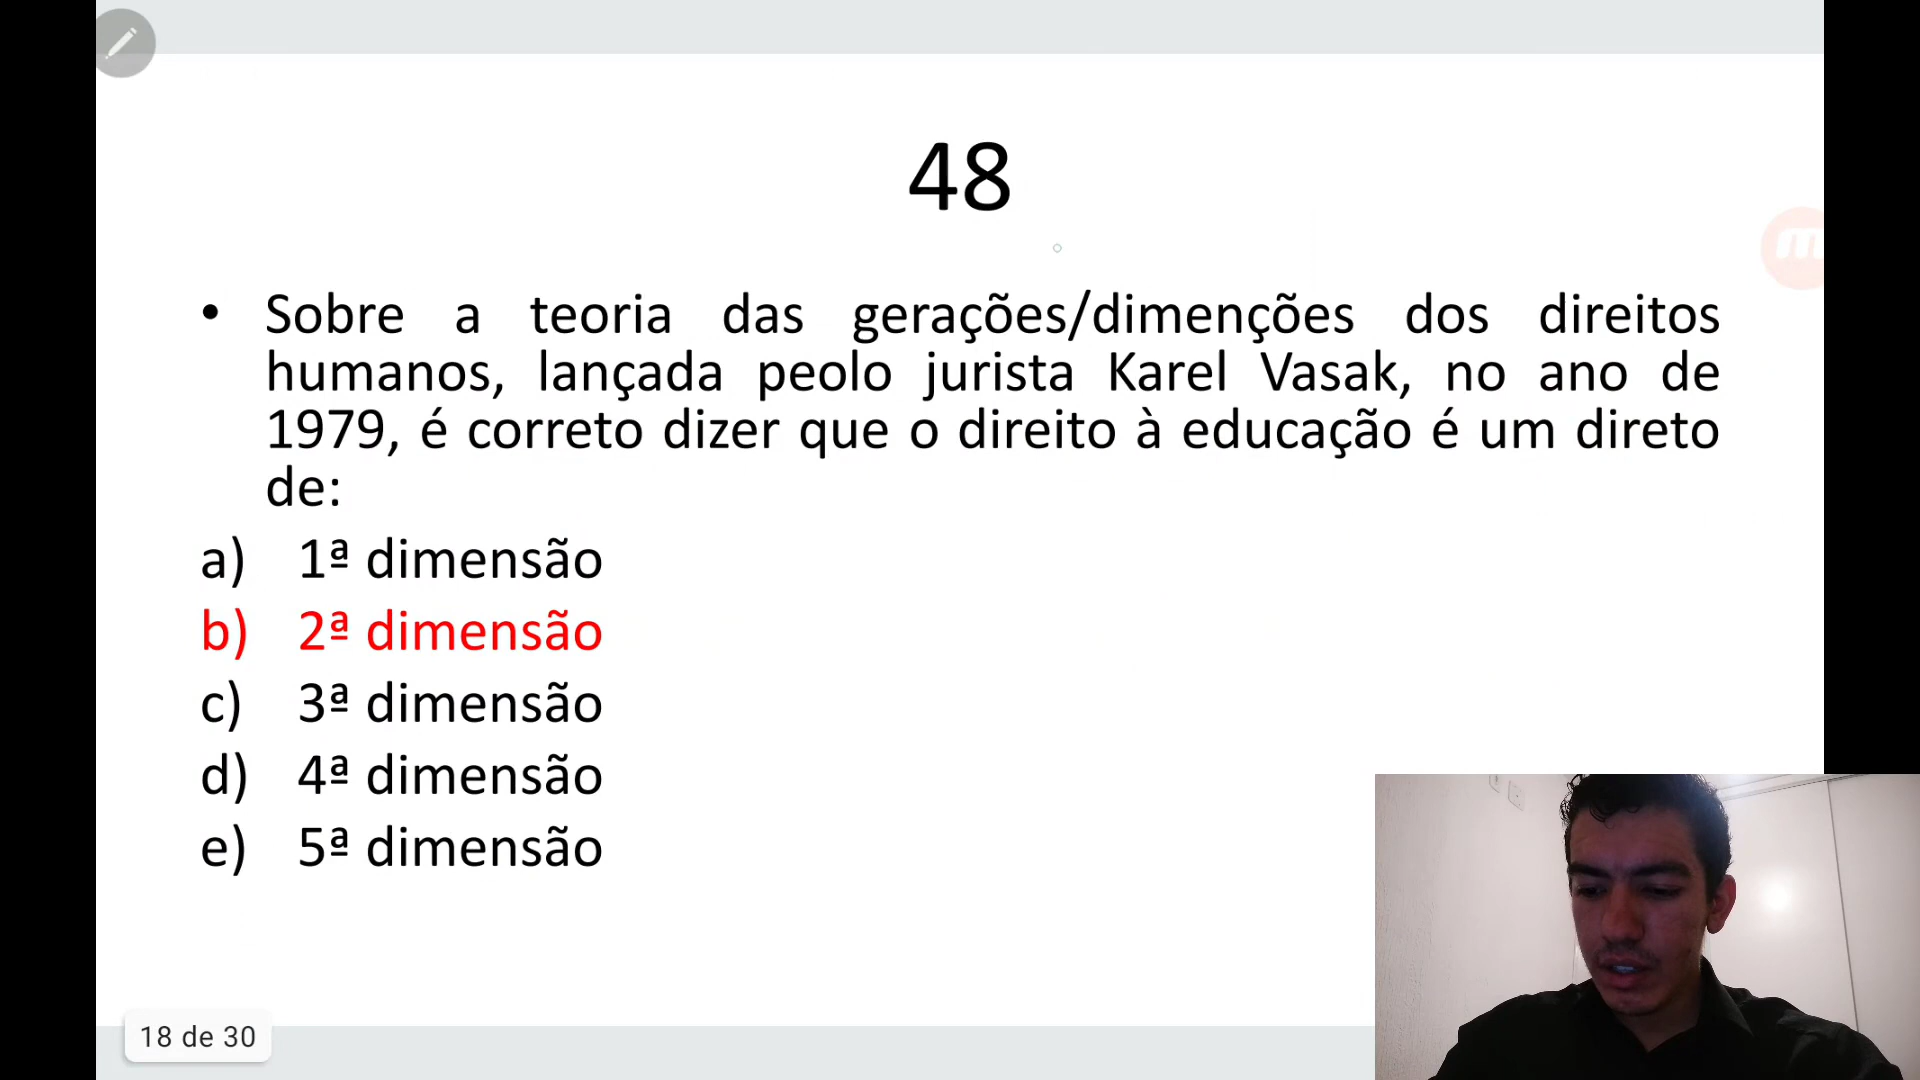 48
• Sobre a teoria das gerações/dimenções dos direitos
humanos, lançada peolo jurista Karel Vasak, no ano de
1979, é correto dizer que o direito à educação é um direto
de:
a) 1ª dimensão
b) 2ª dimensão
c) 3ª dimensão
d) 4ª dimensão
e) 5ª dimensão
18 de 30